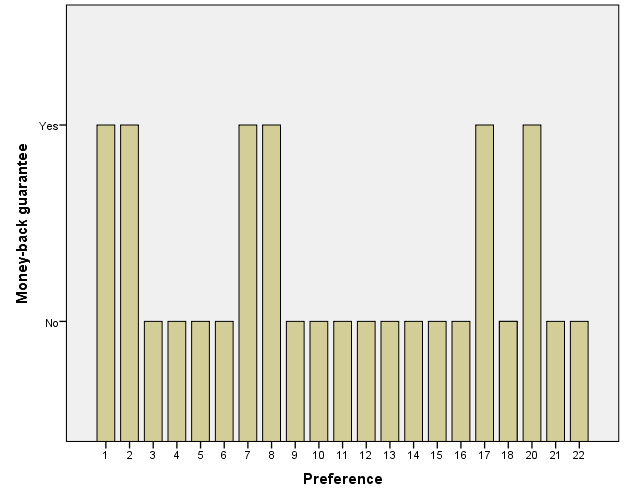 Money-back guarantee
Yes
No
1 2 3 4 5 6 7 8 9 10 11 12 13 14 15 16 17 18 20 21 22
Preference